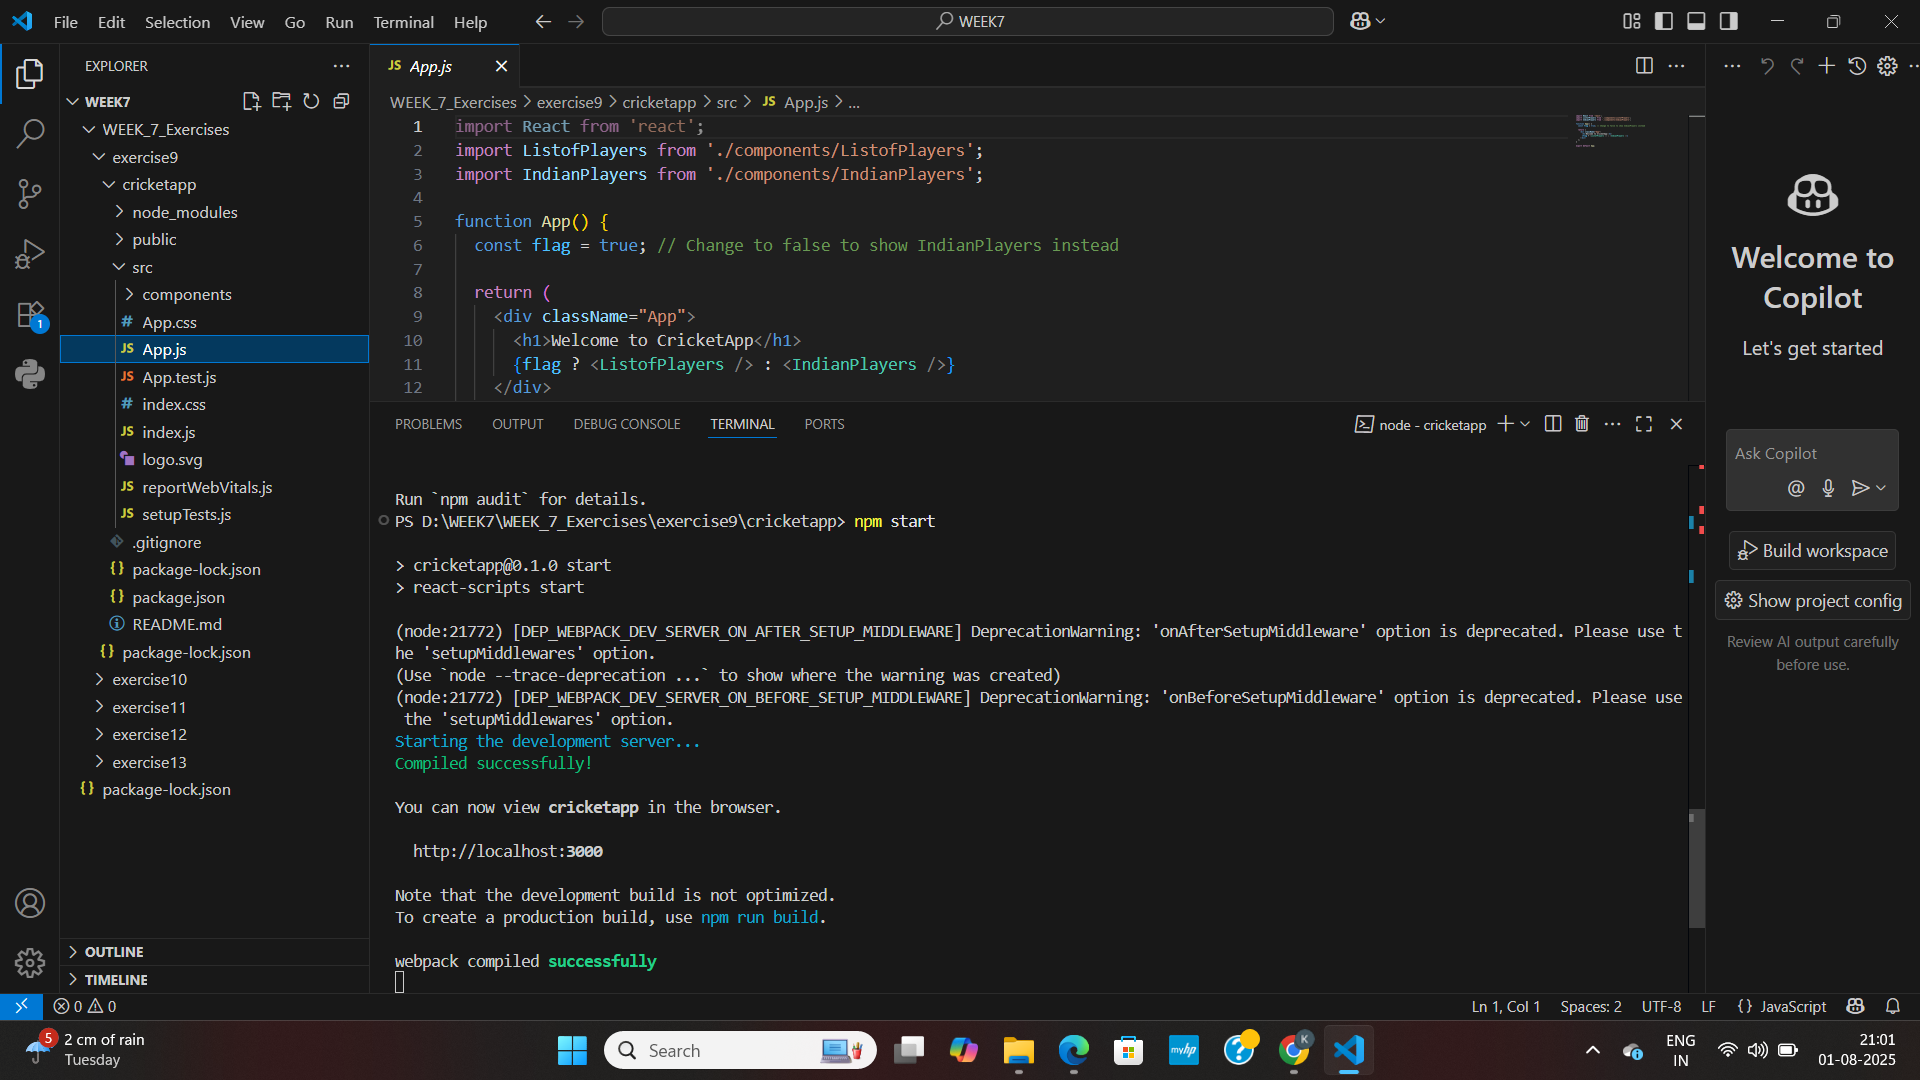 File Edit Selection View Go Run Terminal Help
WEEK7
EXPLORER
WEEK7
WEEK_7_Exercises
exercise9
cricketapp
node_modules
public
src
components
# App.css
JS App.js
JS App.test.js
# index.css
JS index.js
logo.svg
JS reportWebVitals.js
JS setupTests.js
.gitignore
{} package-lock.json
{} package.json
README.md
{} package-lock.json
exercise10
exercise11
exercise12
exercise13
{} package-lock.json
OUTLINE
TIMELINE
JS App.js
WEEK_7_Exercises > exercise9 > cricketapp > src > JS App.js > ...
1 import React from 'react';
2 import ListofPlayers from './components/ListofPlayers';
3 import IndianPlayers from './components/IndianPlayers';
4
5 function App() {
6 const flag = true; // Change to false to show IndianPlayers instead
7
8 return (
9 <div className="App">
10 <h1>Welcome to CricketApp</h1>
11 {flag ? <ListofPlayers /> : <IndianPlayers />}
12 </div>
PROBLEMS OUTPUT DEBUG CONSOLE TERMINAL PORTS
node - cricketapp
Run `npm audit` for details.
PS D:\WEEK7\WEEK_7_Exercises\exercise9\cricketapp> npm start
> cricketapp@0.1.0 start
> react-scripts start
(node:21772) [DEP_WEBPACK_DEV_SERVER_ON_AFTER_SETUP_MIDDLEWARE] DeprecationWarning: 'onAfterSetupMiddleware' option is deprecated. Please use t
he 'setupMiddlewares' option.
(Use `node --trace-deprecation ...` to show where the warning was created)
(node:21772) [DEP_WEBPACK_DEV_SERVER_ON_BEFORE_SETUP_MIDDLEWARE] DeprecationWarning: 'onBeforeSetupMiddleware' option is deprecated. Please use
the 'setupMiddlewares' option.
Starting the development server...
Compiled successfully!
You can now view cricketapp in the browser.
http://localhost:3000
Note that the development build is not optimized.
To create a production build, use npm run build.
webpack compiled successfully
Welcome to
Copilot
Let's get started
Ask Copilot
Build workspace
Show project config
Review AI output carefully
before use.
0 0
Ln 1, Col 1 Spaces: 2 UTF-8 LF {} JavaScript
1
5
2 cm of rain
Tuesday
Search
myhp
K
ENG
IN
21:01
01-08-2025